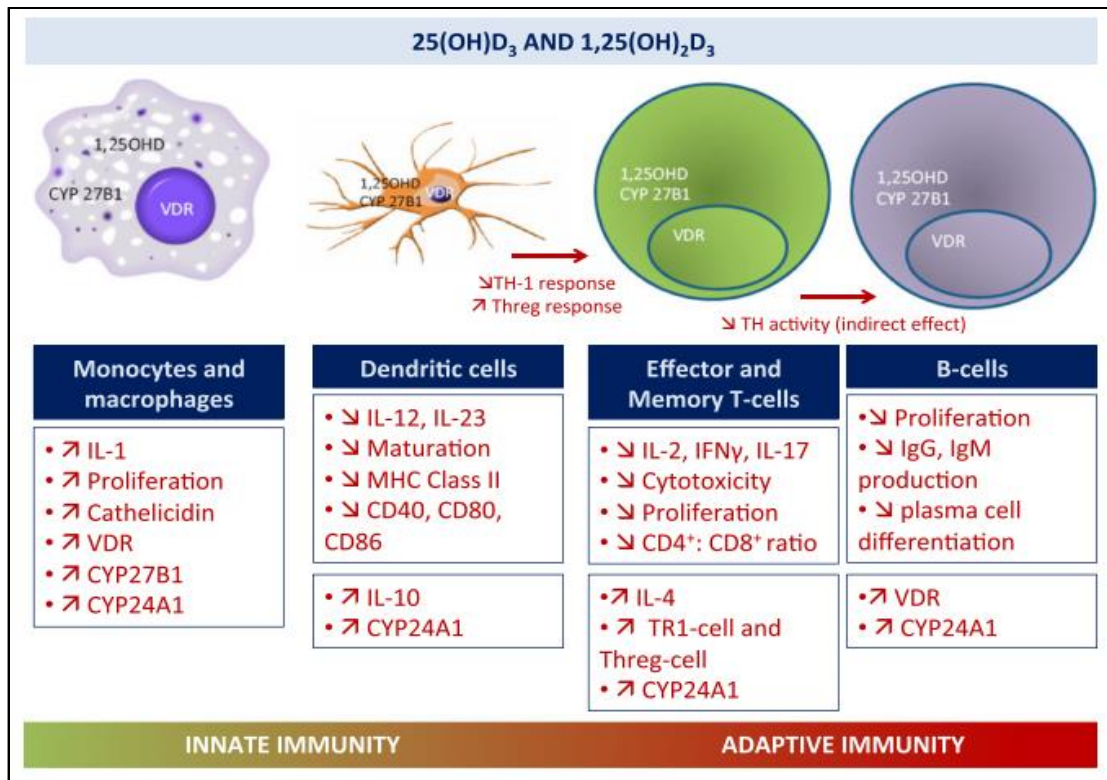 25(OH)D₃ AND 1,25(OH)₂D₃
1,25OHD
CYP 27B1
VDR
1,25OHD
CYP 27B1
VDR
1,25OHD
CYP 27B1
VDR
1,25OHD
CYP 27B1
VDR
↘TH-1 response
↗ Threg response
↘ TH activity (indirect effect)
Monocytes and
macrophages
• ↗ IL-1
• ↗ Proliferation
• ↗ Cathelicidin
• ↗ VDR
• ↗ CYP27B1
• ↗ CYP24A1
Dendritic cells
• ↘ IL-12, IL-23
• ↘ Maturation
• ↘ MHC Class II
• ↘ CD40, CD80,
CD86
• ↗ IL-10
• ↗ CYP24A1
Effector and
Memory T-cells
• ↘ IL-2, IFNγ, IL-17
• ↘ Cytotoxicity
• ↘ Proliferation
• ↘ CD4⁺: CD8⁺ ratio
•↗ IL-4
• ↗ TR1-cell and
Threg-cell
• ↗ CYP24A1
B-cells
•↘ Proliferation
• ↘ IgG, IgM
production
• ↘ plasma cell
differentiation
•↗ VDR
• ↗ CYP24A1
INNATE IMMUNITY
ADAPTIVE IMMUNITY